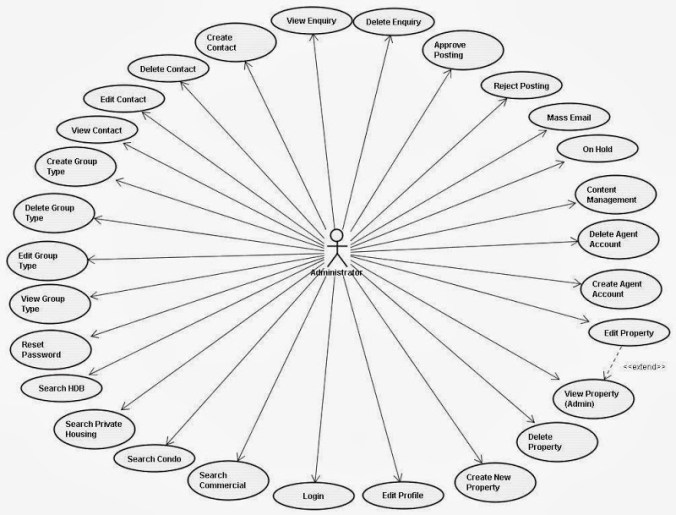 View Enquiry
Delete Enquiry
Create
Contact
Approve
Posting
Delete Contact
Reject Posting
Edit Contact
Mass Email
View Contact
On Hold
Create Group
Type
Content
Management
Delete Group
Type
Delete Agent
Account
Edit Group
Type
Administrator
Create Agent
Account
View Group
Type
Edit Property
Reset
Password
<<extend>>
Search HDB
View Property
(Admin)
Search Private
Housing
Delete
Property
Search Condo
Search
Commercial
Create New
Property
Login
Edit Profile